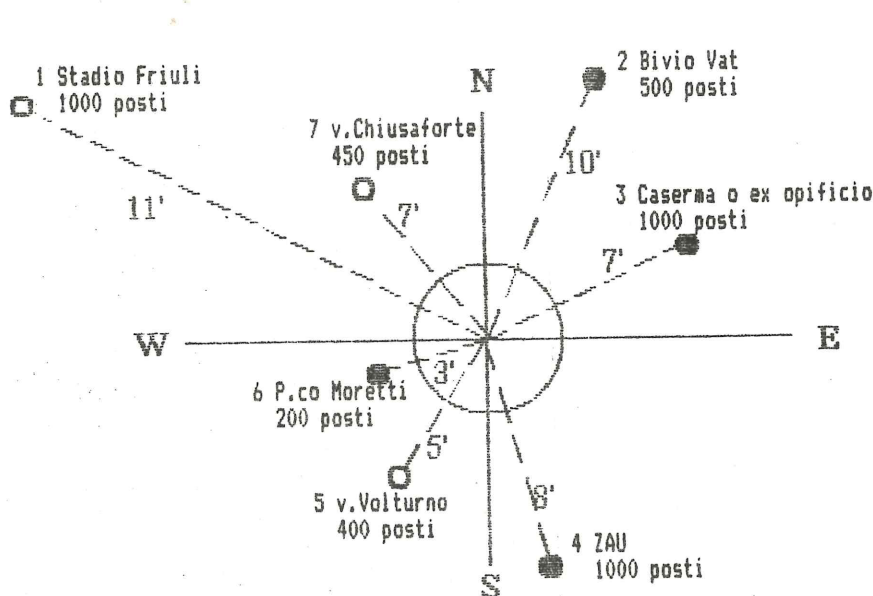 1 Stadio Friuli
1000 posti
N
2 Bivio Vat
500 posti
7 v.Chiusaforte
450 posti
10'
3 Caserma o ex opificio
1000 posti
11'
7'
7'
W
E
3'
6 P.co Moretti
200 posti
5'
5 v.Volturno
400 posti
8'
4 ZAU
1000 posti
S